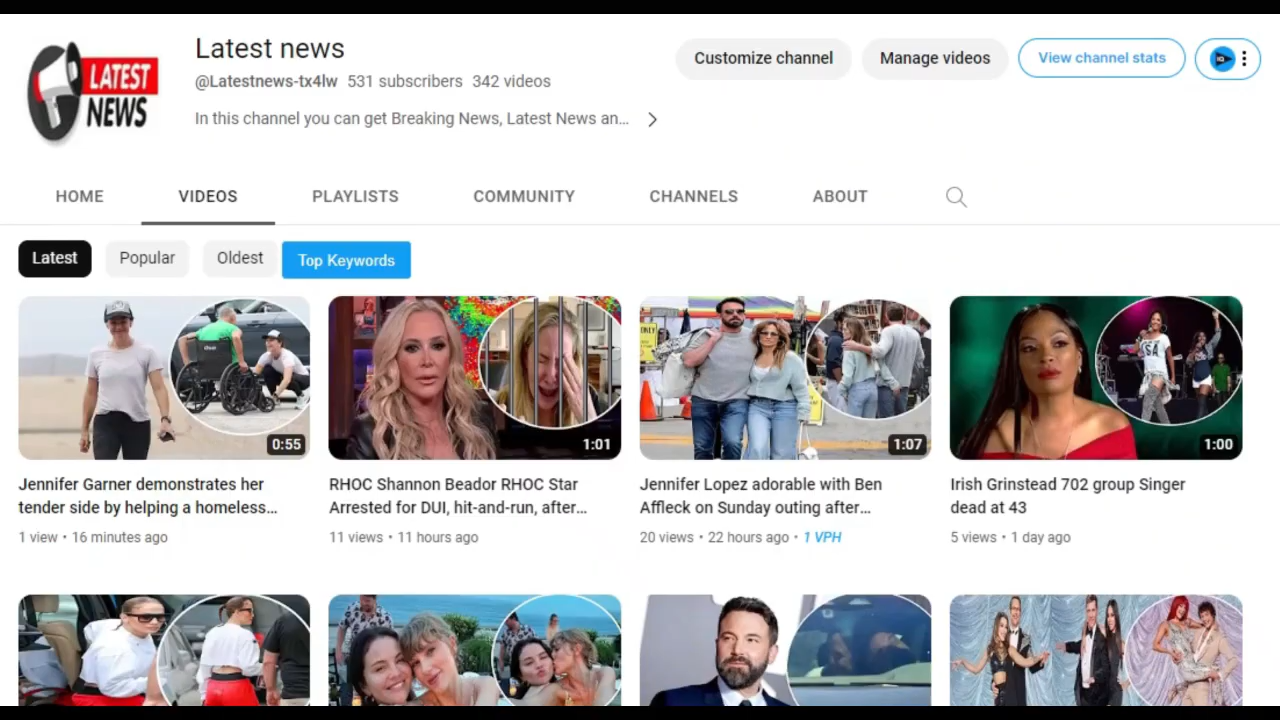 LATEST
NEWS
Latest news
@Latestnews-tx4lw 531 subscribers 342 videos
In this channel you can get Breaking News, Latest News an...
Customize channel
Manage videos
View channel stats
HOME
VIDEOS
PLAYLISTS
COMMUNITY
CHANNELS
ABOUT
Latest
Popular
Oldest
Top Keywords
0:55
1:01
1:07
1:00
Jennifer Garner demonstrates her
tender side by helping a homeless...
1 view • 16 minutes ago
RHOC Shannon Beador RHOC Star
Arrested for DUI, hit-and-run, after...
11 views • 11 hours ago
Jennifer Lopez adorable with Ben
Affleck on Sunday outing after...
20 views • 22 hours ago • 1 VPH
Irish Grinstead 702 group Singer
dead at 43
5 views • 1 day ago